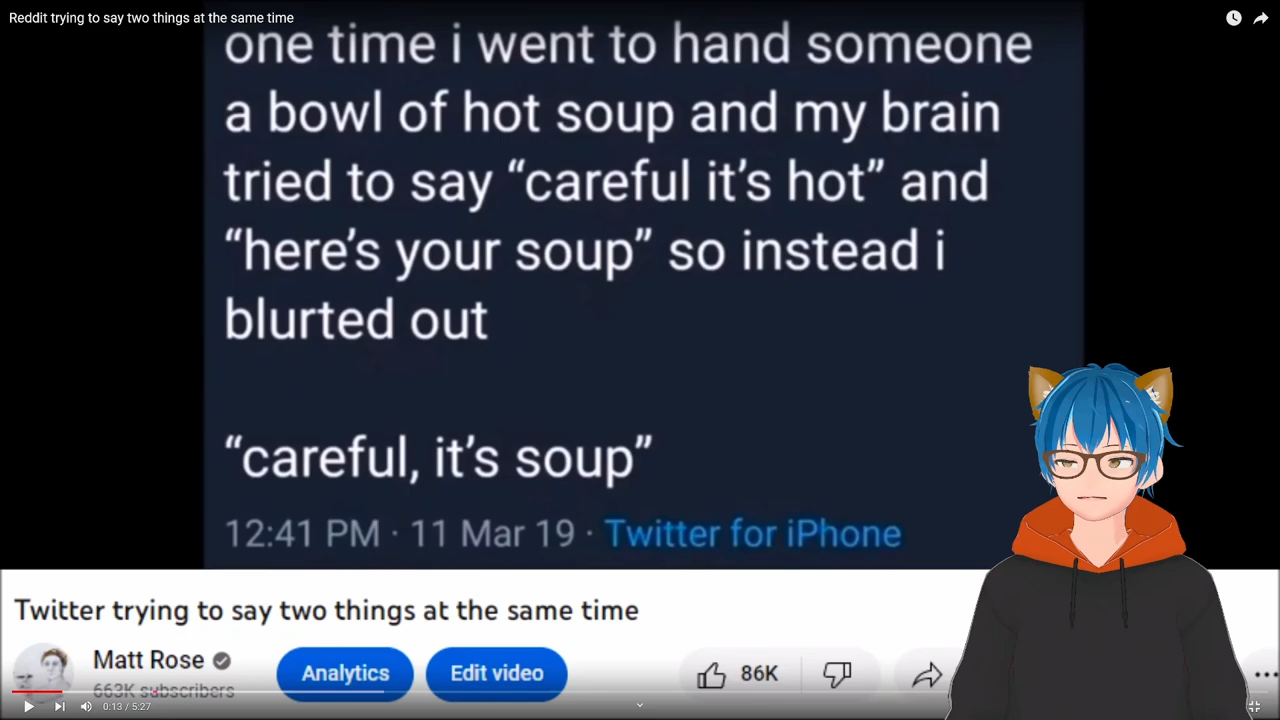 Reddit trying to say two things at the same time
one time i went to hand someone
a bowl of hot soup and my brain
tried to say “careful it’s hot” and
“here’s your soup” so instead i
blurted out
“careful, it’s soup”
12:41 PM · 11 Mar 19 · Twitter for iPhone
Twitter trying to say two things at the same time
Matt Rose
Analytics
Edit video
86K
663K subscribers
0:13 / 5:27